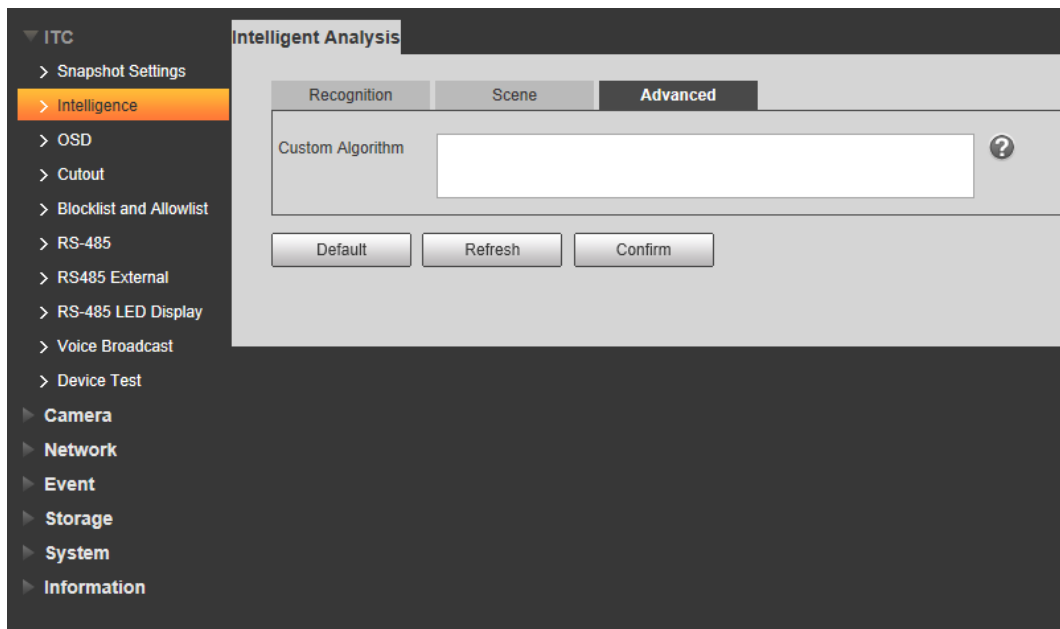 ITC
Snapshot Settings
Intelligence
OSD
Cutout
Blocklist and Allowlist
RS-485
RS485 External
RS-485 LED Display
Voice Broadcast
Device Test
Camera
Network
Event
Storage
System
Information
Intelligent Analysis
Recognition Scene Advanced
Custom Algorithm ?
Default Refresh Confirm